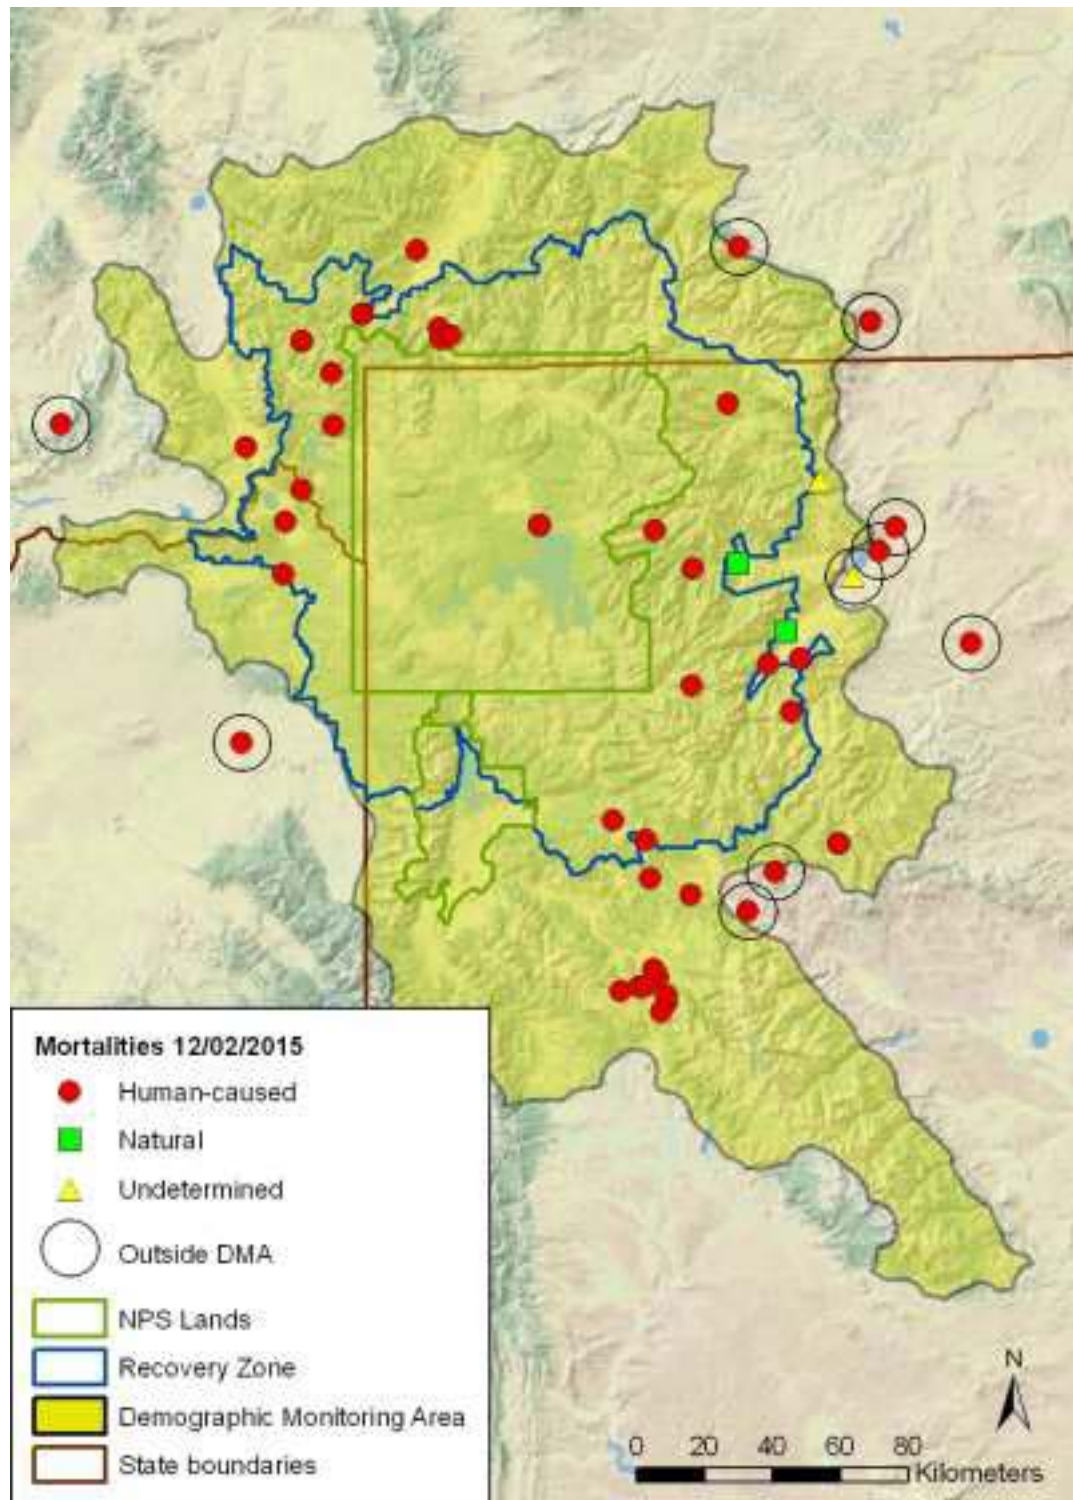 Mortalities 12/02/2015
Human-caused
Natural
Undetermined
Outside DMA
NPS Lands
Recovery Zone
Demographic Monitoring Area
State boundaries
N
0 20 40 60 80
Kilometers